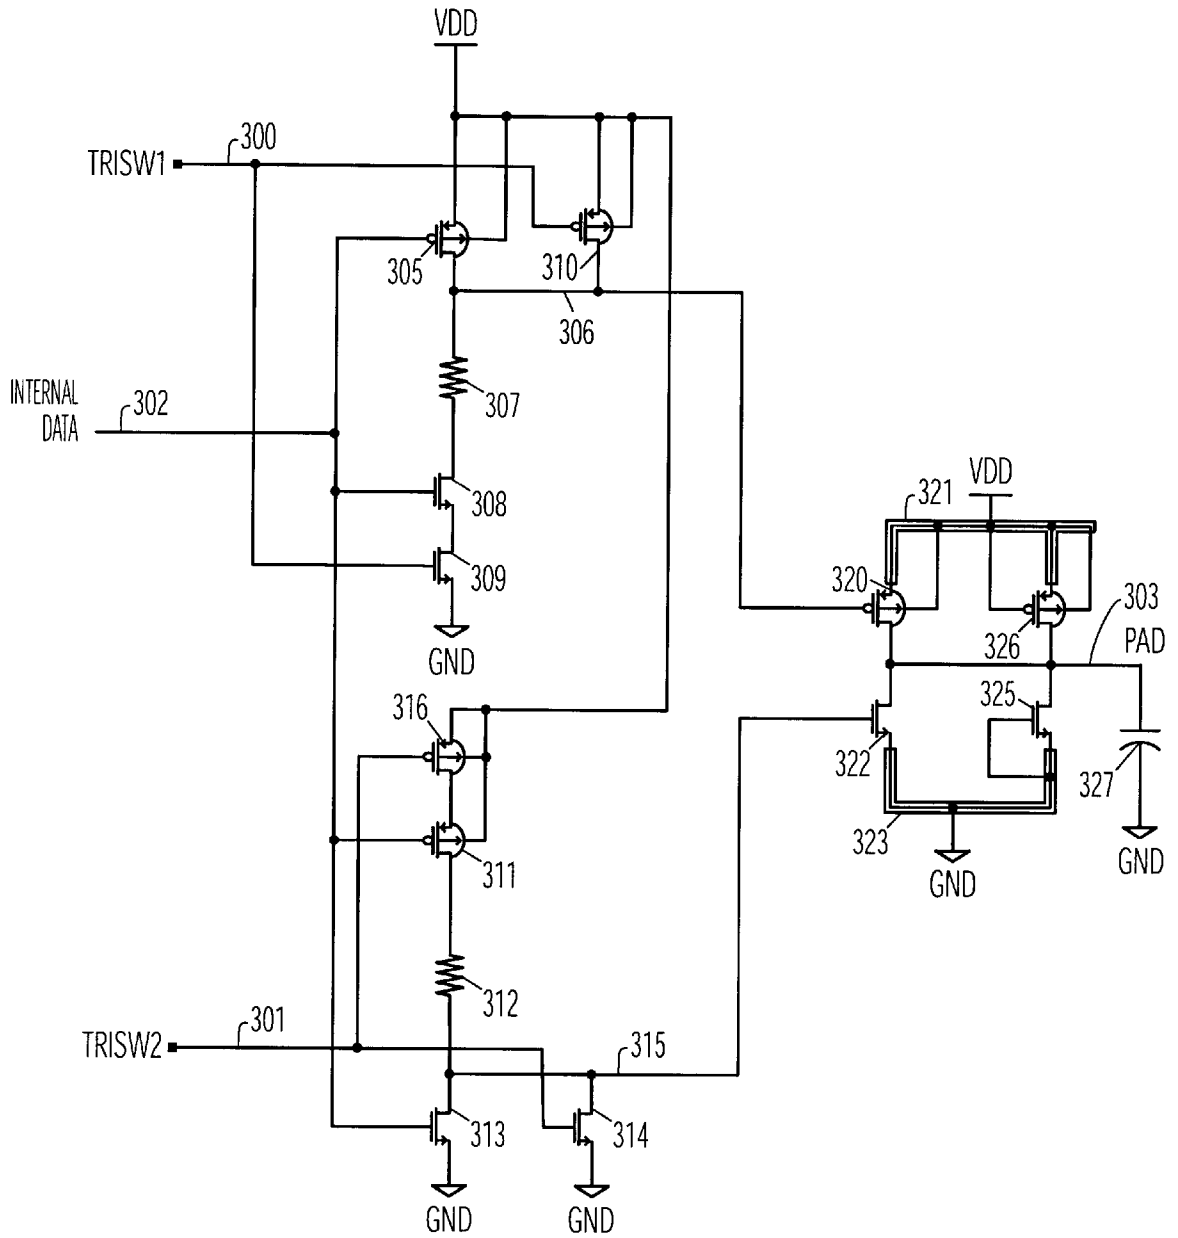 VDD
300
TRISW1
305
310
306
INTERNAL
DATA
302
307
308
309
GND
VDD
321
320
326
303
PAD
316
325
322
327
323
GND
GND
311
312
TRISW2
301
315
313
314
GND
GND